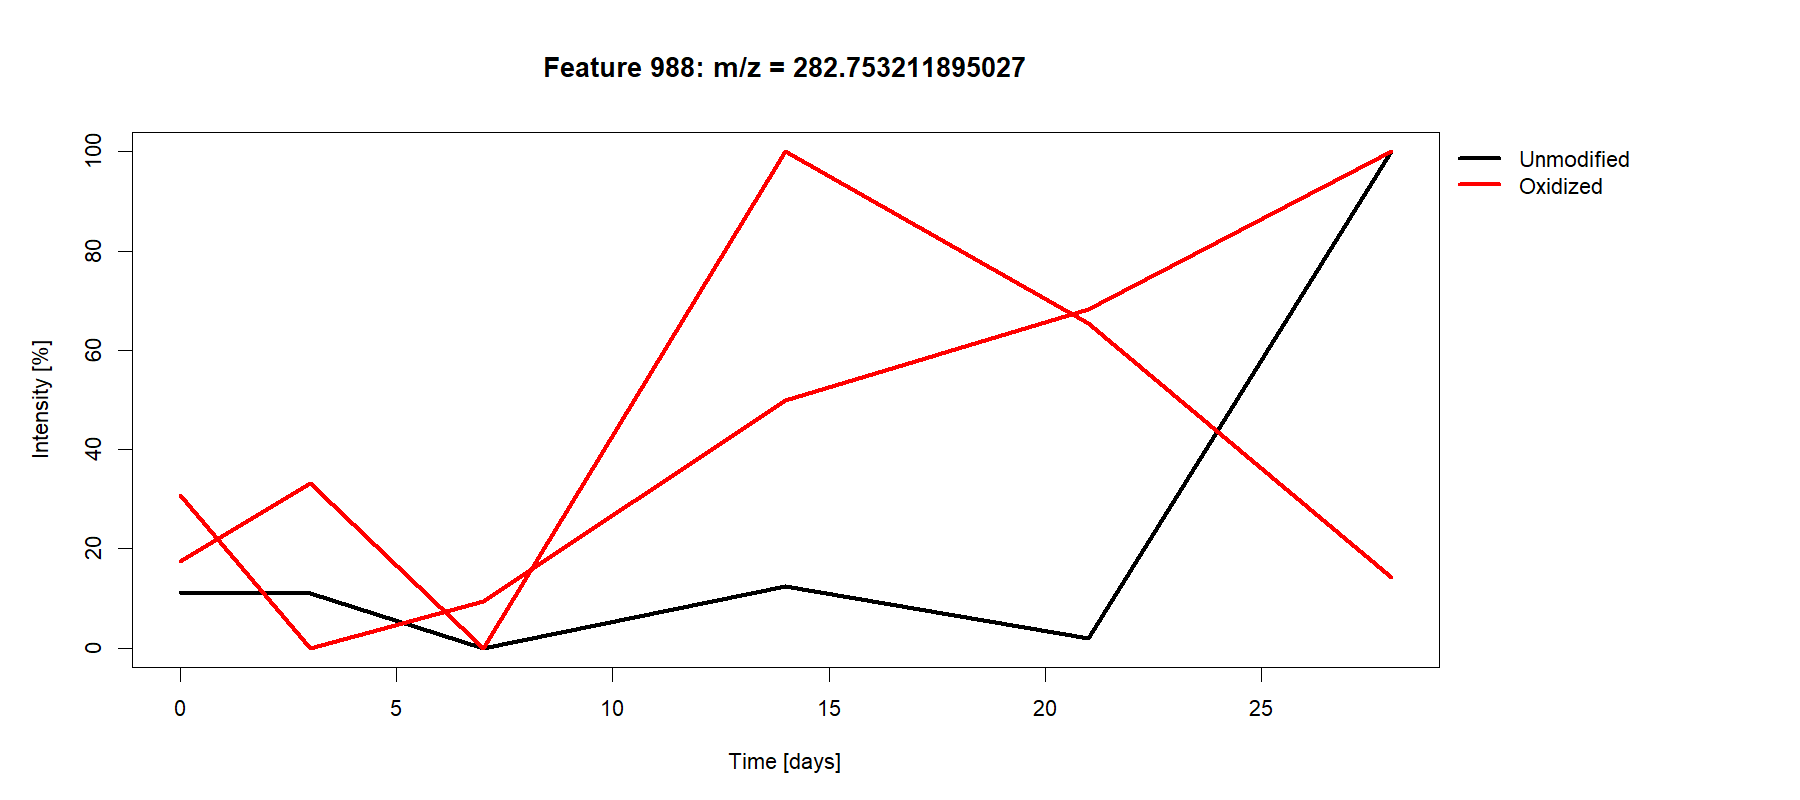 Feature 988: m/z = 282.753211895027
Unmodified
Oxidized
Intensity [%]
100
80
60
40
20
0
0 5 10 15 20 25
Time [days]